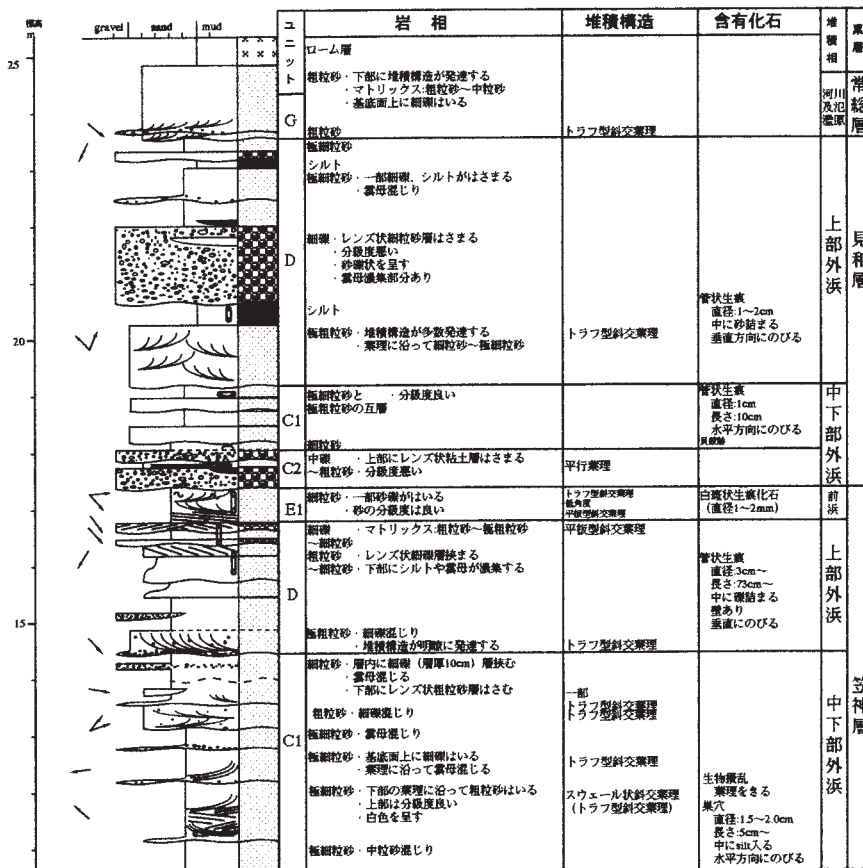 標高
m
gravel sand mud
ユニット
岩 相
堆積構造
含有化石
堆積相
累層
25
20
15
ローム層
粗粒砂・下部に堆積構造が発達する
・マトリックス:粗粒砂〜中粒砂
・基底面上に細礫はいる
G
粗粒砂
トラフ型斜交葉理
河川及氾濫原
常総層
極細粒砂
シルト
極細粒砂・一部細礫、シルトがはさまる
・雲母混じり
D
細礫・レンズ状細粒砂層はさまる
・分級度悪い
・砂礫状を呈す
・雲母濃集部分あり
シルト
極粗粒砂・堆積構造が多数発達する
・葉理に沿って細粒砂〜極細粒砂
トラフ型斜交葉理
管状生痕
直径:1〜2cm
中に砂詰まる
垂直方向にのびる
上部外浜
見和層
C1
極細粒砂と ・分級度良い
極粗粒砂の互層
細粒砂
管状生痕
直径:1cm
長さ:10cm
水平方向にのびる
中下部外浜
C2
中礫 ・上部にレンズ状粘土層はさまる
〜粗粒砂・分級度悪い
平行葉理
E1
細粒砂・一部砂礫がはいる
・砂の分級度は良い
トラフ型斜交葉理
低角度
平板型斜交葉理
白斑状生痕化石
(直径1〜2mm)
前浜
細礫 ・マトリックス:粗粒砂〜極粗粒砂
〜細粒砂
平板型斜交葉理
粗粒砂 ・レンズ状細礫層挟まる
〜細粒砂・下部にシルトや雲母が濃集する
D
管状生痕
直径:3cm〜
長さ:73cm〜
中に礫詰まる
壁あり
垂直にのびる
上部外浜
極粗粒砂・細礫混じり
・堆積構造が明瞭に発達する
トラフ型斜交葉理
細粒砂・層内に細礫(層厚10cm)層挟む
・雲母混じる
・下部にレンズ状粗粒砂層はさむ
一部
トラフ型斜交葉理
粗粒砂・細礫混じり
トラフ型斜交葉理
C1
極細粒砂・雲母混じり
極細粒砂・基底面上に細礫はいる
・葉理に沿って雲母混じる
トラフ型斜交葉理
極細粒砂・下部の葉理に沿って粗粒砂はいる
・上部は分級度良い
・白色を呈す
スウェール状斜交葉理
(トラフ型斜交葉理)
極細粒砂・中粒砂混じり
生物擾乱
葉理をきる
巣穴
直径:1.5〜2.0cm
長さ:5cm〜
中にsilt入る
水平方向にのびる
中下部外浜
笠神層